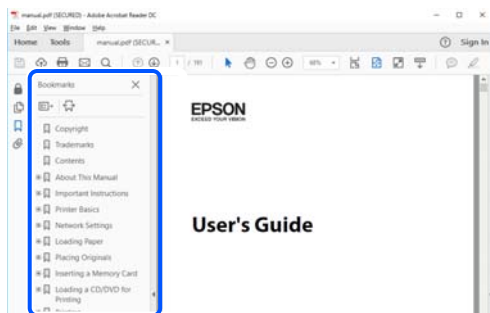 manual.pdf (SECURED) - Adobe Acrobat Reader DC
File Edit View Window Help
Home Tools manual.pdf (SECUR... × Sign In
1 / 191
Bookmarks
Copyright
Trademarks
Contents
About This Manual
Important Instructions
Printer Basics
Network Settings
Loading Paper
Placing Originals
Inserting a Memory Card
Loading a CD/DVD for
Printing
EPSON
EXCEED YOUR VISION
User's Guide